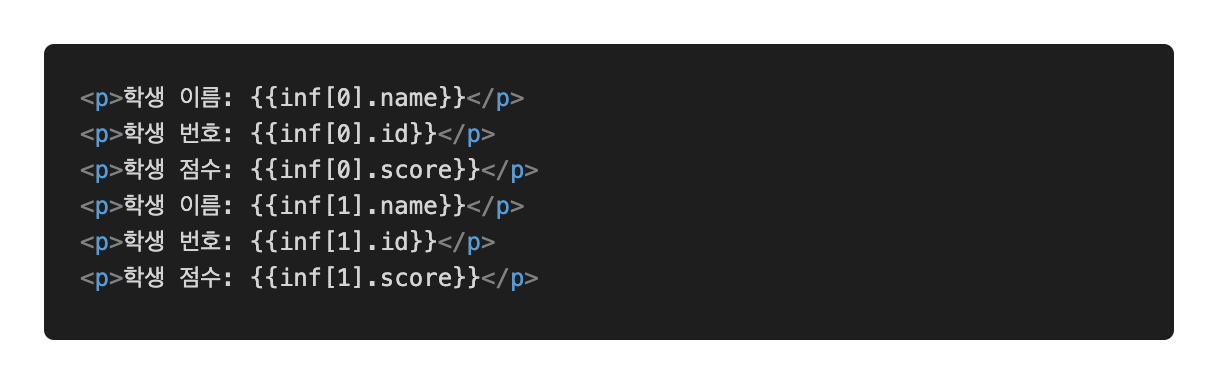 <p>학생 이름: {{inf[0].name}}</p>
<p>학생 번호: {{inf[0].id}}</p>
<p>학생 점수: {{inf[0].score}}</p>
<p>학생 이름: {{inf[1].name}}</p>
<p>학생 번호: {{inf[1].id}}</p>
<p>학생 점수: {{inf[1].score}}</p>